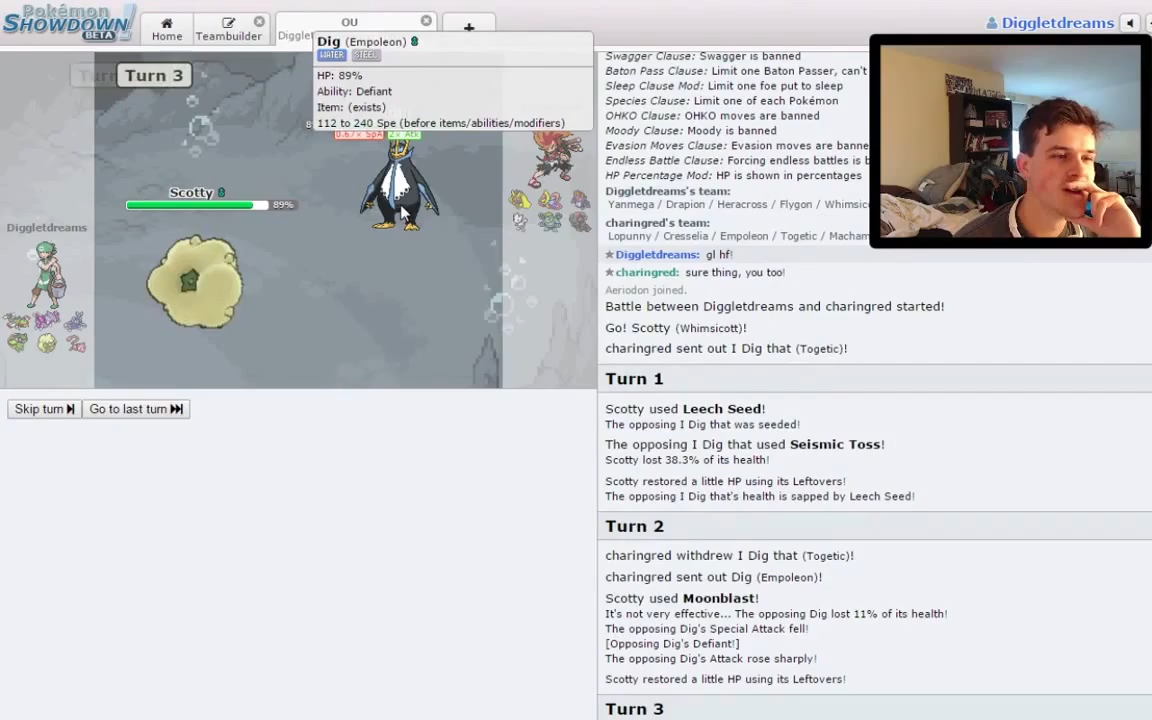 Pokémon
SHOWDOWN!
BETA
Home
Teambuilder
OU
Diggletdreams
Dig (Empoleon)
WATER STEEL
HP: 89%
Ability: Defiant
Item: (exists)
112 to 240 Spe (before items/abilities/modifiers)
0.67× SpA 2× Atk
Turn 3
Scotty
89%
Diggletdreams
Skip turn
Go to last turn
Swagger Clause: Swagger is banned
Baton Pass Clause: Limit one Baton Passer, can't
Sleep Clause Mod: Limit one foe put to sleep
Species Clause: Limit one of each Pokémon
OHKO Clause: OHKO moves are banned
Moody Clause: Moody is banned
Evasion Moves Clause: Evasion moves are banne
Endless Battle Clause: Forcing endless battles is b
HP Percentage Mod: HP is shown in percentages
Diggletdreams's team:
Yanmega / Drapion / Heracross / Flygon / Whimsic
charingred's team:
Lopunny / Cresselia / Empoleon / Togetic / Macham
Diggletdreams: gl hf!
charingred: sure thing, you too!
Aeriodon joined.
Battle between Diggletdreams and charingred started!
Go! Scotty (Whimsicott)!
charingred sent out I Dig that (Togetic)!
Turn 1
Scotty used Leech Seed!
The opposing I Dig that was seeded!
The opposing I Dig that used Seismic Toss!
Scotty lost 38.3% of its health!
Scotty restored a little HP using its Leftovers!
The opposing I Dig that's health is sapped by Leech Seed!
Turn 2
charingred withdrew I Dig that (Togetic)!
charingred sent out Dig (Empoleon)!
Scotty used Moonblast!
It's not very effective... The opposing Dig lost 11% of its health!
The opposing Dig's Special Attack fell!
[Opposing Dig's Defiant!]
The opposing Dig's Attack rose sharply!
Scotty restored a little HP using its Leftovers!
Turn 3